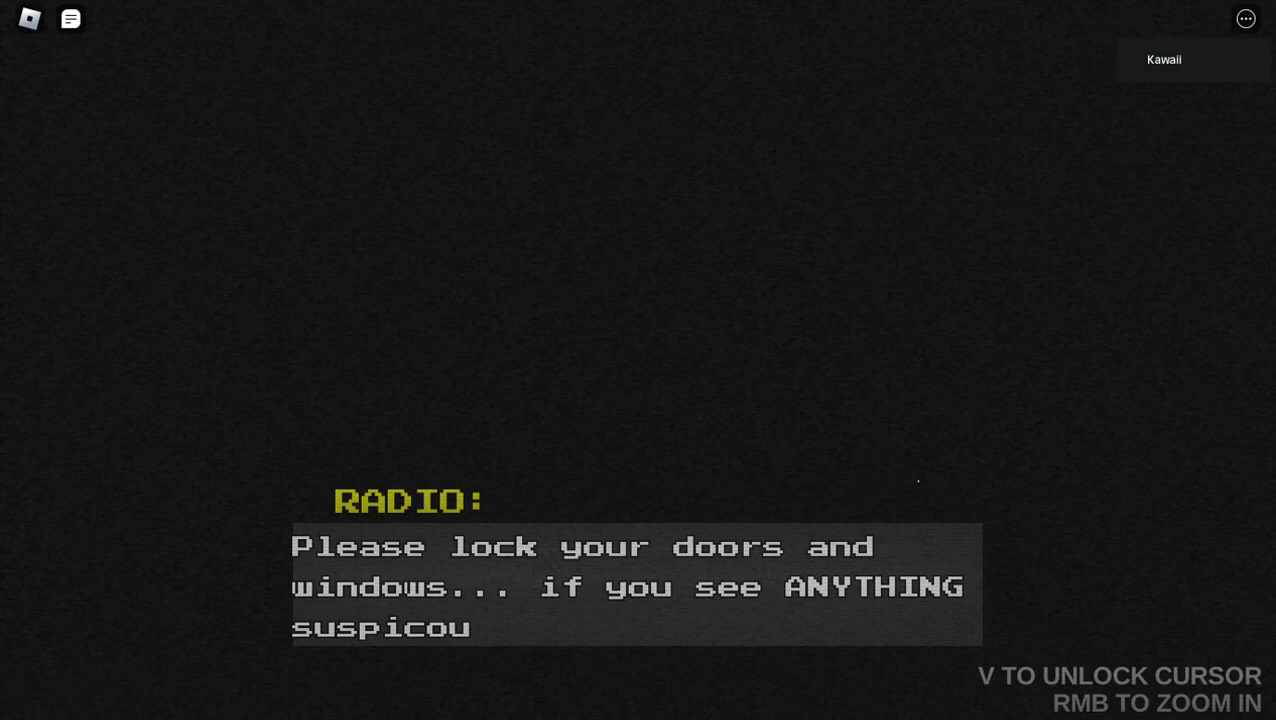 Kawaii
RADIO:
Please lock your doors and
windows... if you see ANYTHING
suspicou
V TO UNLOCK CURSOR
RMB TO ZOOM IN